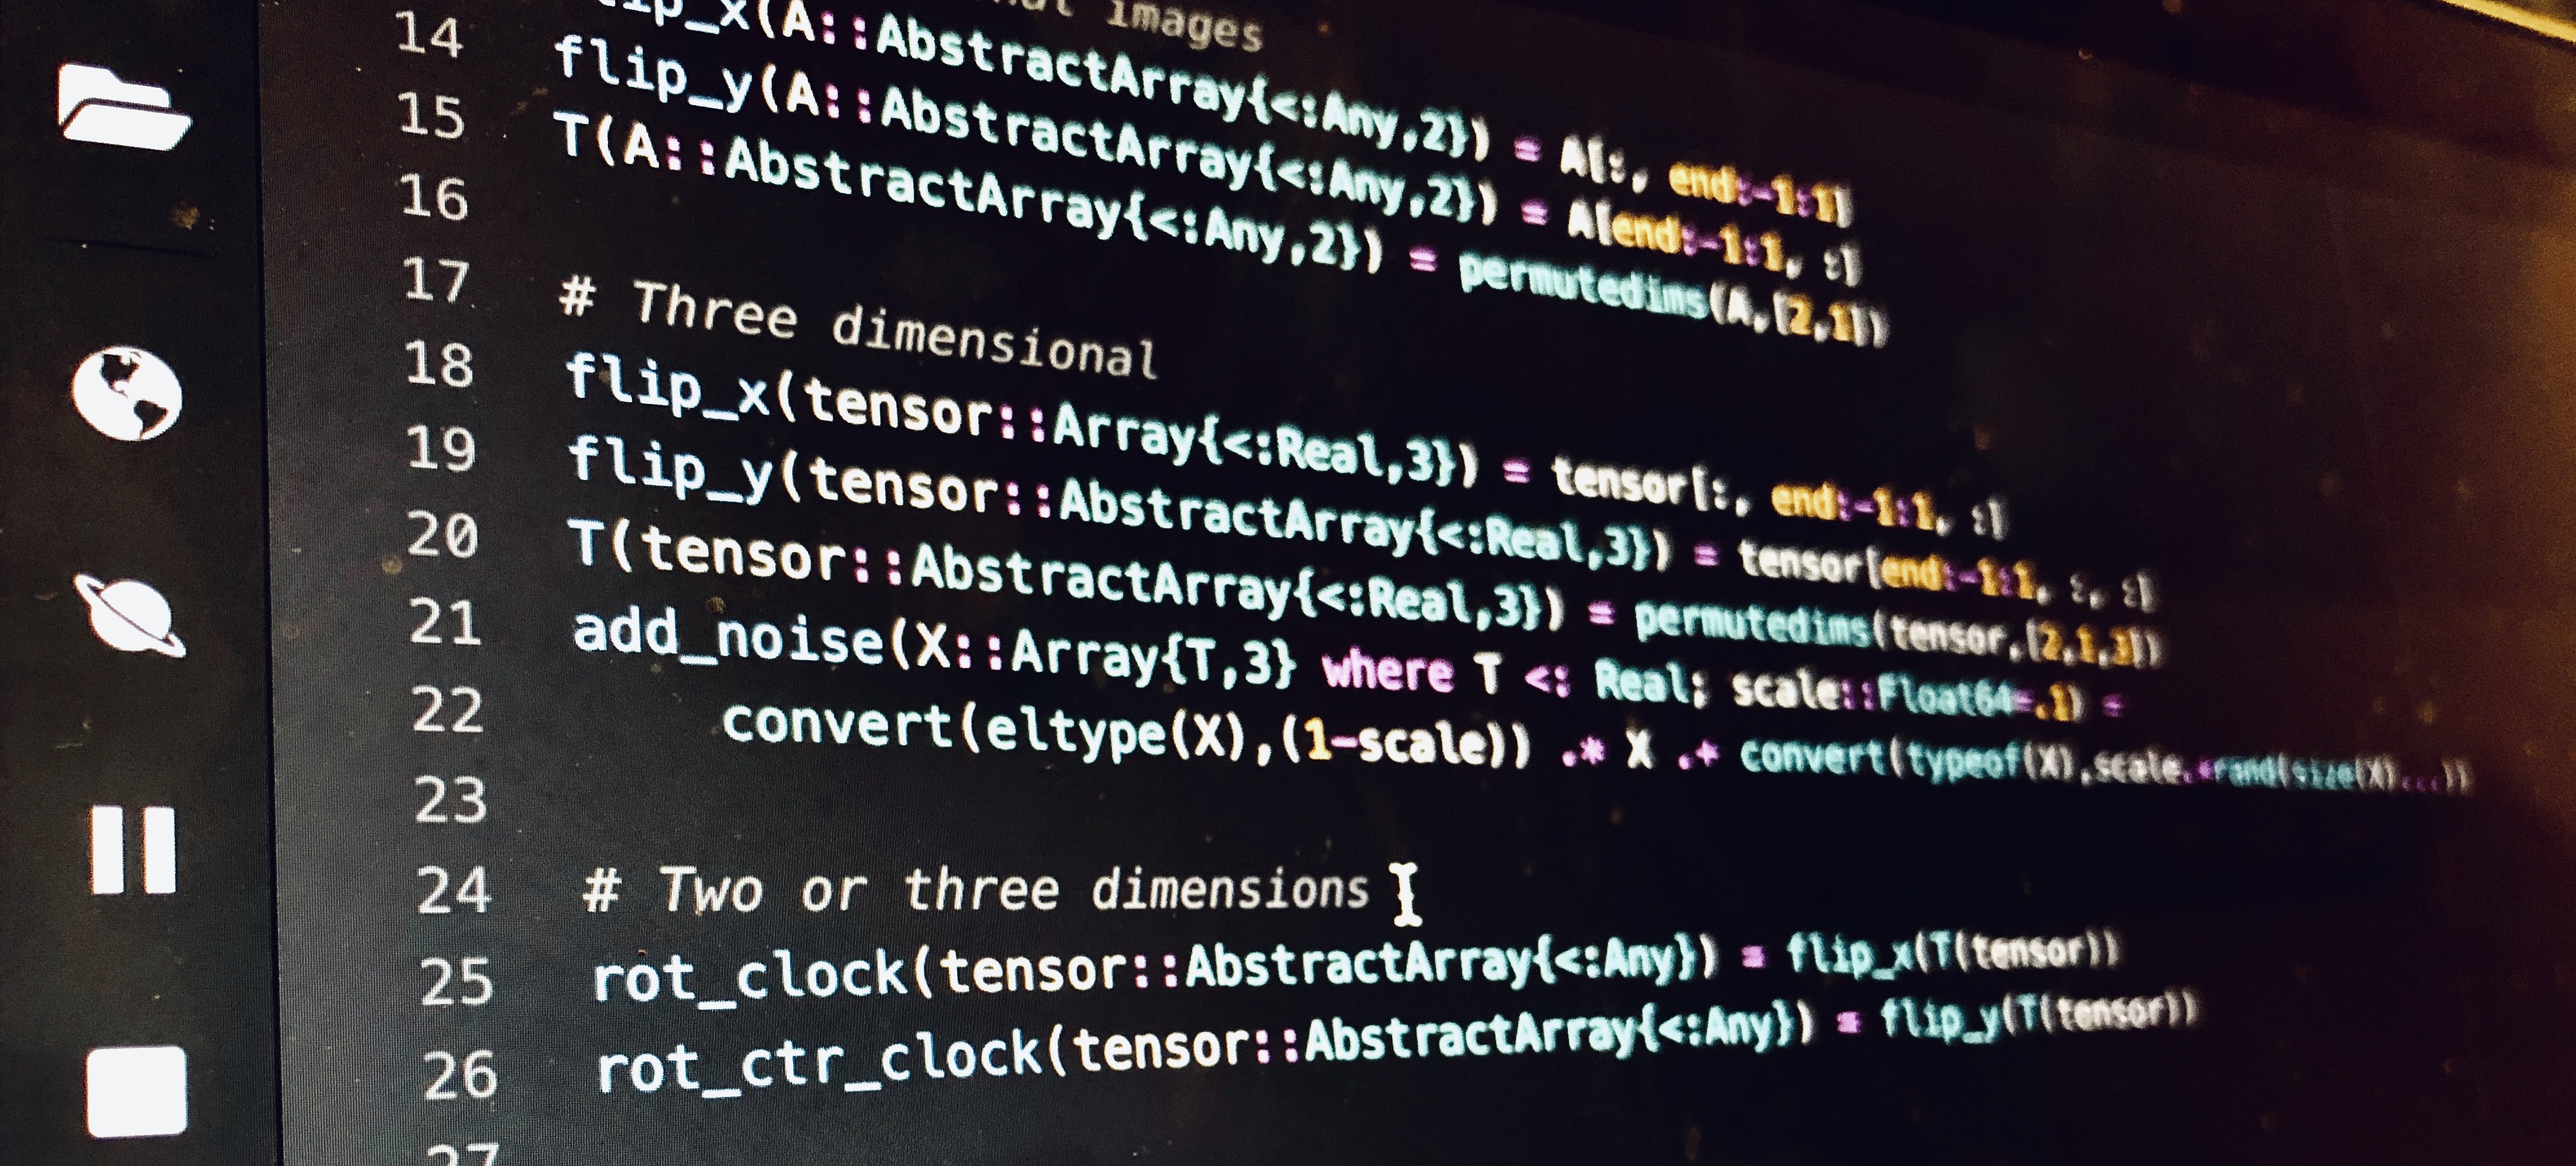 images
lip_x(A::AbstractArray{<:Any,2}) = A[:, end:-1:1]
14 flip_y(A::AbstractArray{<:Any,2}) = A[end:-1:1, :]
15 T(A::AbstractArray{<:Any,2}) = permutedims(A,[2,1])
16
17 # Three dimensional
18 flip_x(tensor::Array{<:Real,3}) = tensor[:, end:-1:1, :]
19 flip_y(tensor::AbstractArray{<:Real,3}) = tensor[end:-1:1, :, :]
20 T(tensor::AbstractArray{<:Real,3}) = permutedims(tensor,[2,1,3])
21 add_noise(X::Array{T,3} where T <: Real; scale::Float64=.1) =
22 convert(eltype(X),(1-scale)) .* X .+ convert(typeof(X),scale.*rand(size(X)...))
23
24 # Two or three dimensions
25 rot_clock(tensor::AbstractArray{<:Any}) = flip_x(T(tensor))
26 rot_ctr_clock(tensor::AbstractArray{<:Any}) = flip_y(T(tensor))
27